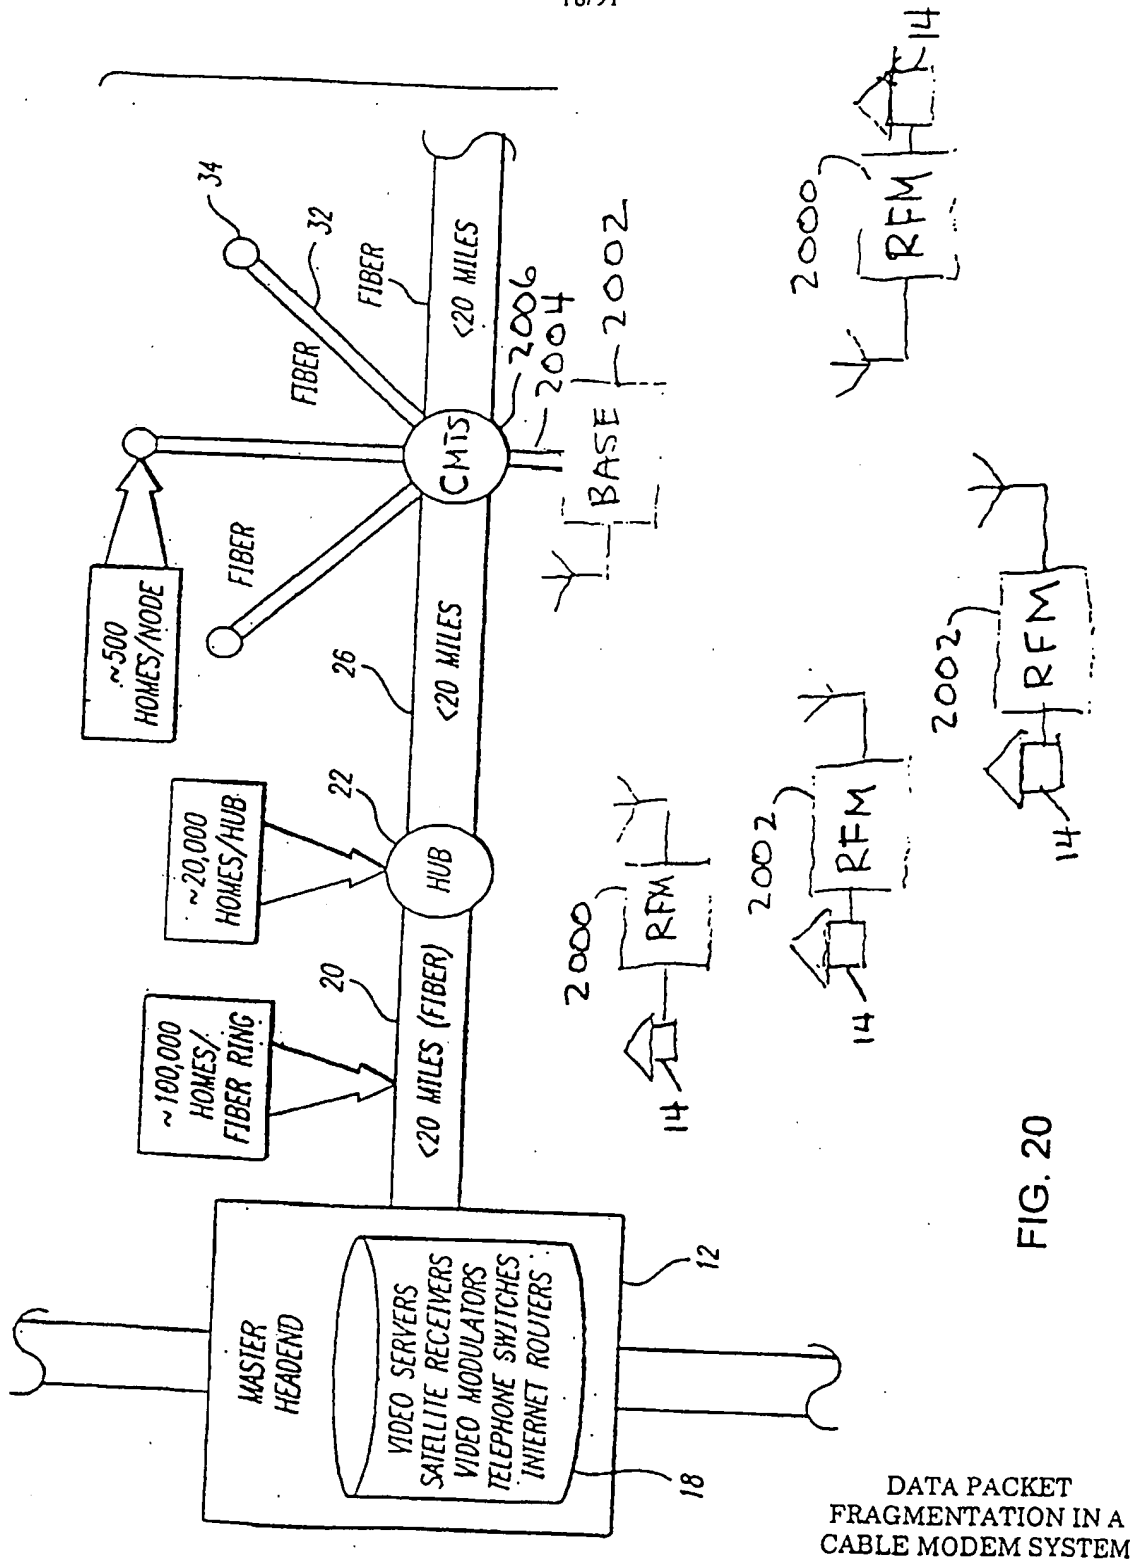 MASTER
HEADEND
VIDEO SERVERS
SATELLITE RECEIVERS
VIDEO MODULATORS
TELEPHONE SWITCHES
INTERNET ROUTERS
18
12
~100,000
HOMES/
FIBER RING
20
<20 MILES (FIBER)
~20,000
HOMES/HUB
22
HUB
26
<20 MILES
~500
HOMES/NODE
FIBER
FIBER
34
32
FIBER
<20 MILES
CMTS
2006
2004
BASE
2002
2000
RFM
14
2002
RFM
14
2002
RFM
14
2000
RFM
14
FIG. 20
DATA PACKET
FRAGMENTATION IN A
CABLE MODEM SYSTEM